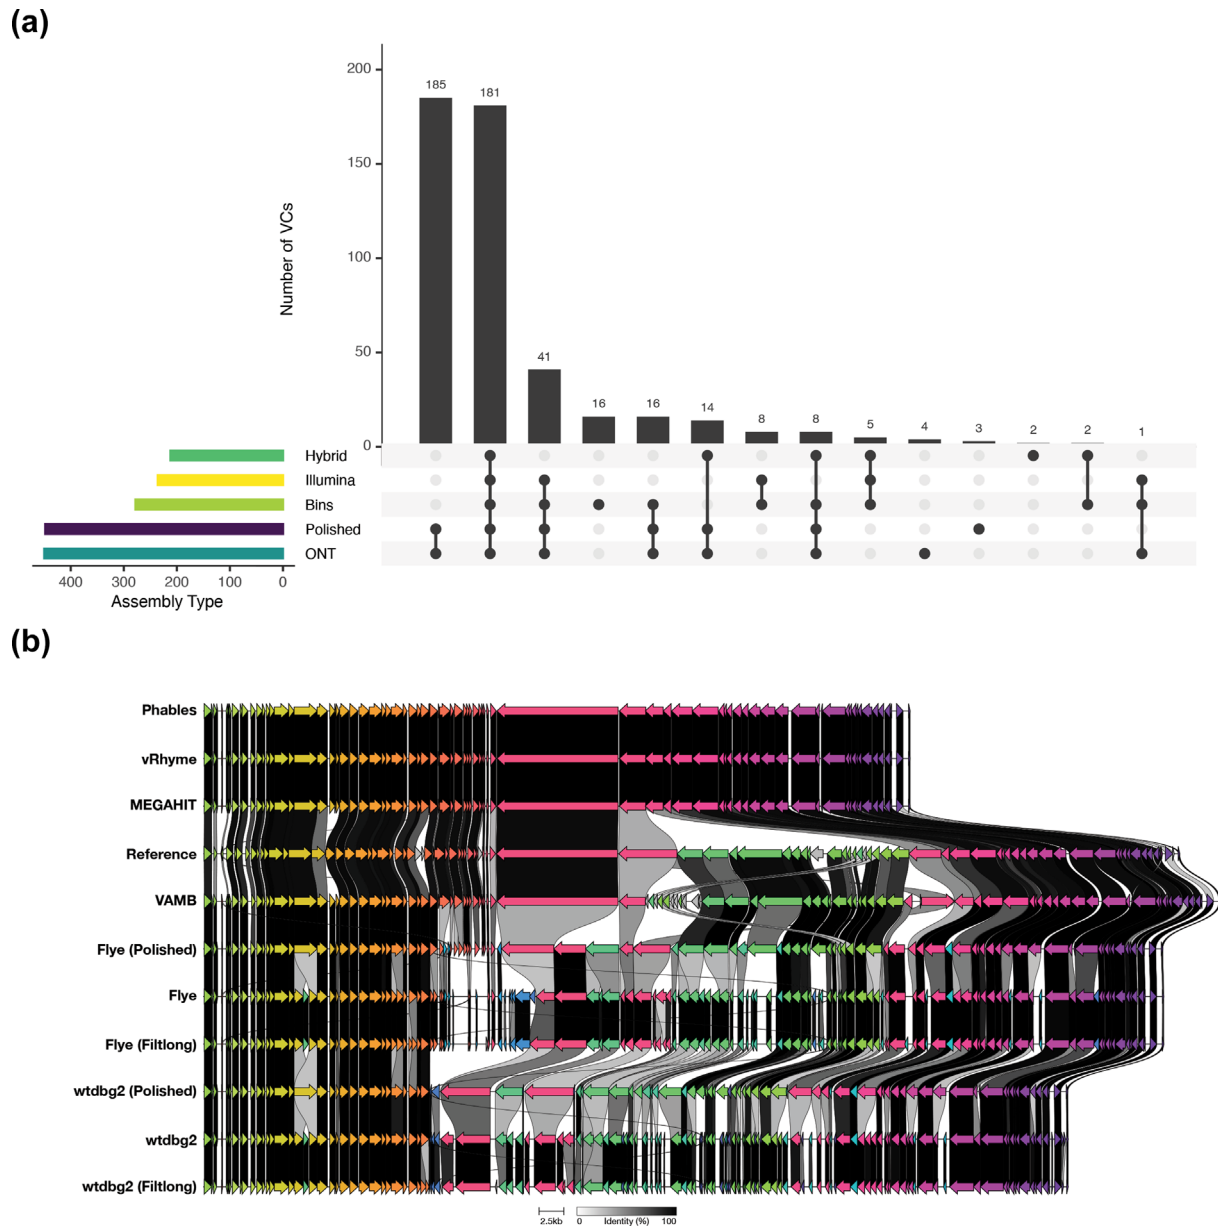 (a)
200
150
100
50
0
Number of VCs
185
181
41
16
16
14
8
8
5
4
3
2
2
1
Hybrid
Illumina
Bins
Polished
ONT
400 300 200 100 0
Assembly Type
(b)
Phables
vRhyme
MEGAHIT
Reference
VAMB
Flye (Polished)
Flye
Flye (Filtlong)
wtdbg2 (Polished)
wtdbg2
wtdbg2 (Filtlong)
2.5kb
0 Identity (%) 100